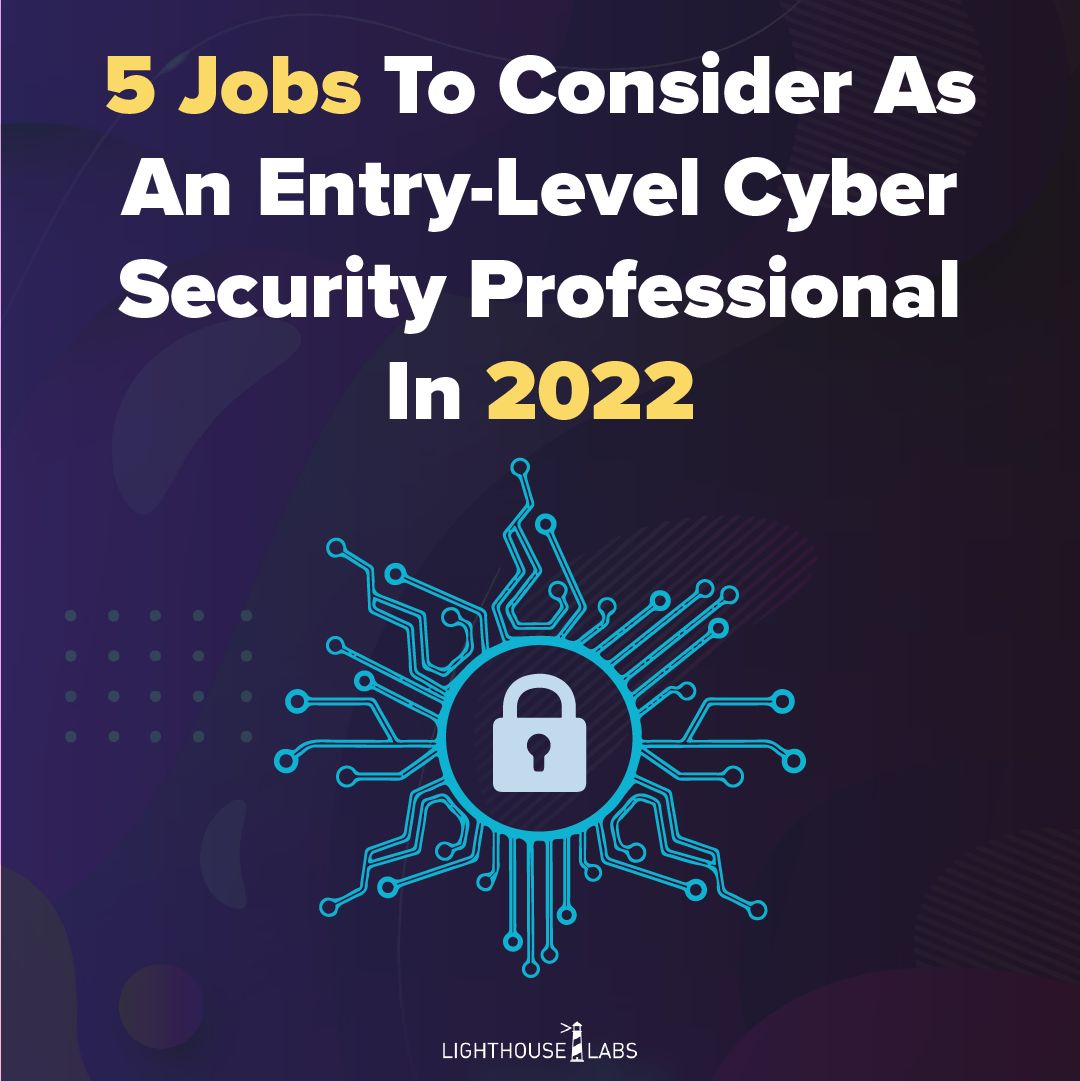 5 Jobs To Consider As
An Entry-Level Cyber
Security Professional
In 2022
LIGHTHOUSE LABS